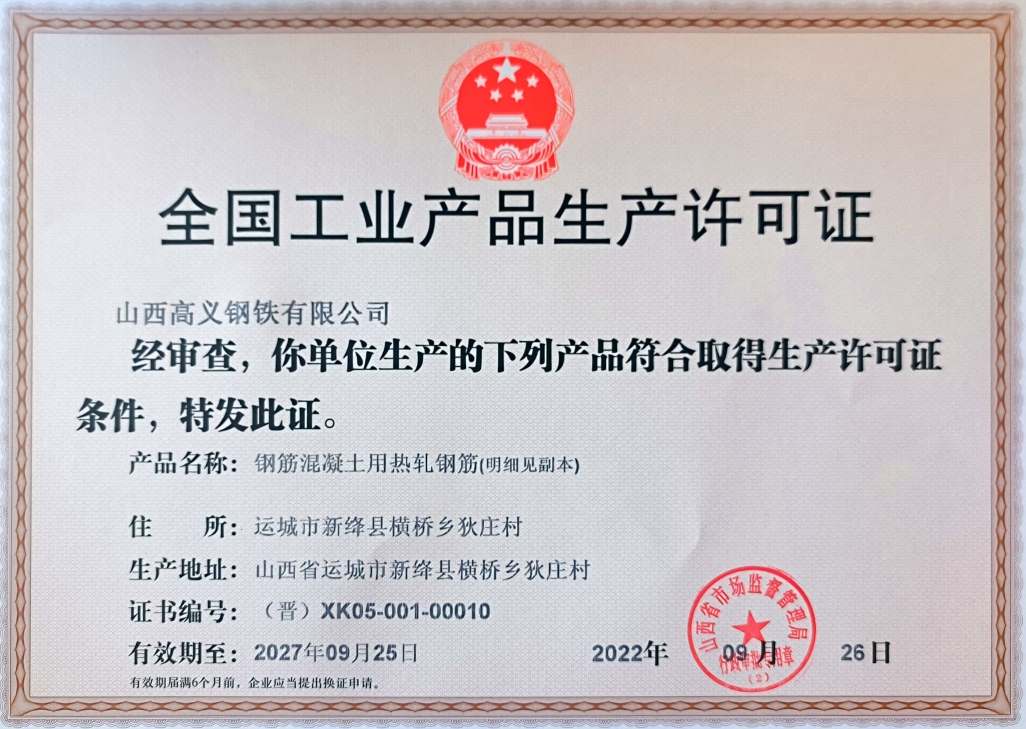 全国工业产品生产许可证
山西高义钢铁有限公司
经审查，你单位生产的下列产品符合取得生产许可证
条件，特发此证。
产品名称：钢筋混凝土用热轧钢筋(明细见副本)
住　　所：运城市新绛县横桥乡狄庄村
生产地址：山西省运城市新绛县横桥乡狄庄村
证书编号：（晋）XK05-001-00010
有效期至：2027年09月25日
2022年 09月 26日
有效期届满6个月前，企业应当提出换证申请。
山西省市场监督管理局
行政审批专用章
（2）